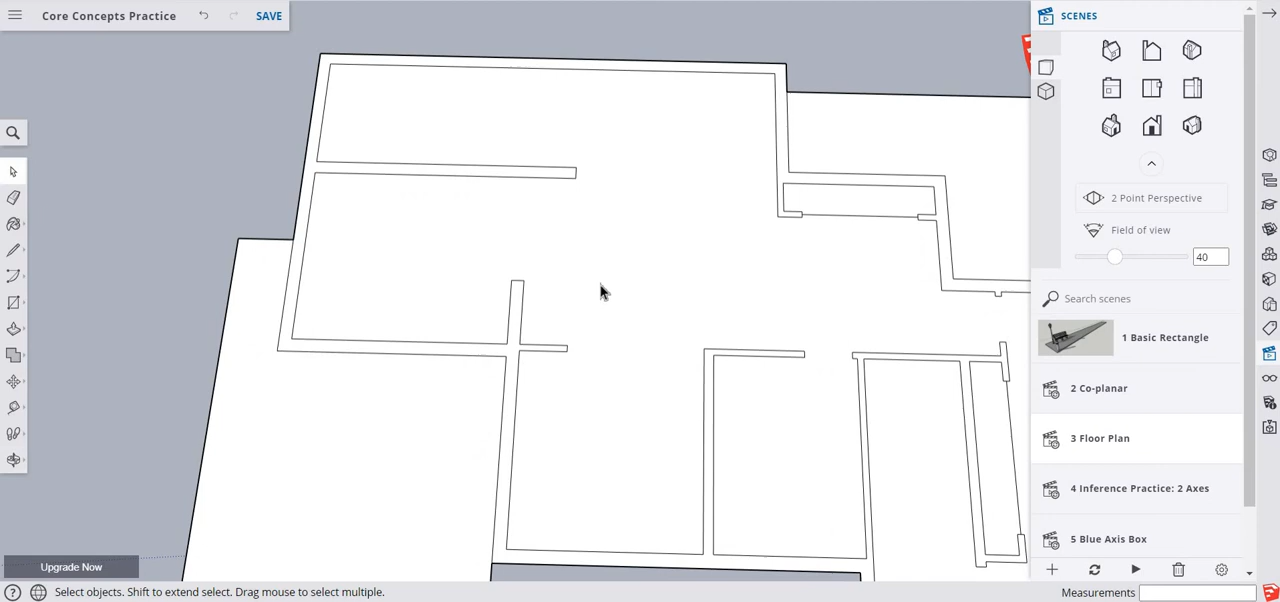 Core Concepts Practice
SAVE
SCENES
2 Point Perspective
Field of view
40
Search scenes
1 Basic Rectangle
2 Co-planar
3 Floor Plan
4 Inference Practice: 2 Axes
5 Blue Axis Box
Upgrade Now
Select objects. Shift to extend select. Drag mouse to select multiple.
Measurements